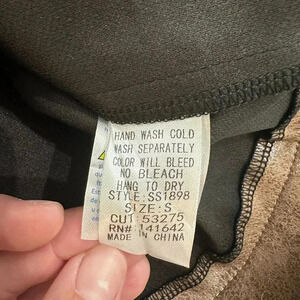 HAND WASH COLD
WASH SEPARATELY
COLOR WILL BLEED
NO BLEACH
HANG TO DRY
STYLE: SS1898
SIZE: S
CUT: 53275
RN#: 141642
MADE IN CHINA